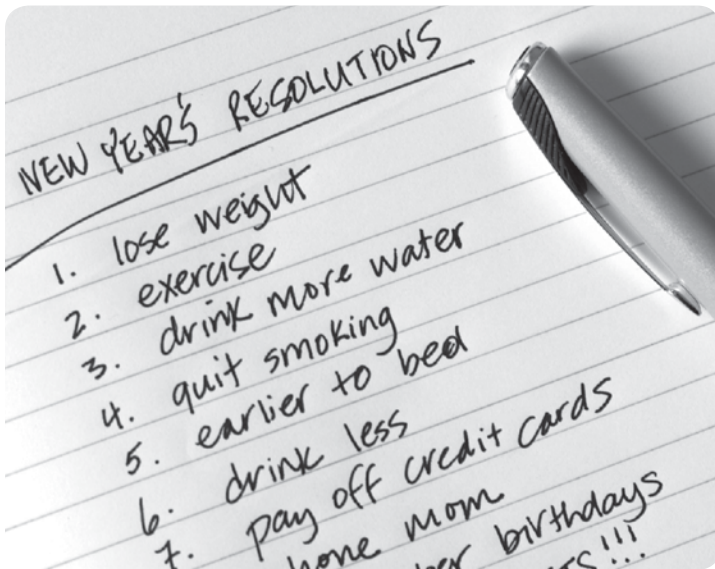 NEW YEAR'S RESOLUTIONS
1. lose weight
2. exercise
3. drink more water
4. quit smoking
5. earlier to bed
6. drink less
7. pay off credit cards
mom
birthdays